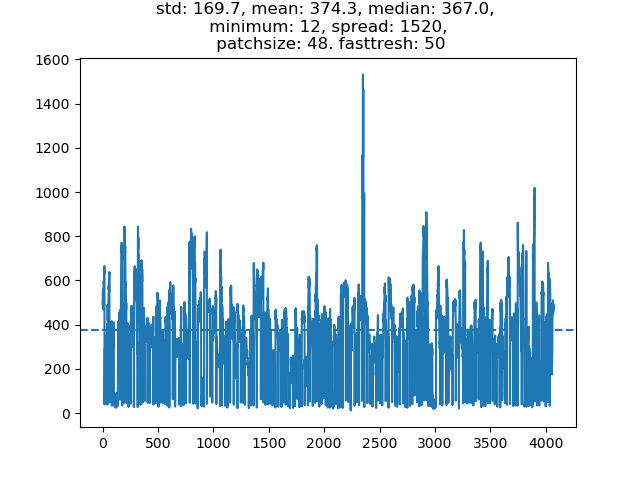 std: 169.7, mean: 374.3, median: 367.0,
minimum: 12, spread: 1520,
patchsize: 48. fasttresh: 50
1600
1400
1200
1000
800
600
400
200
0
0 500 1000 1500 2000 2500 3000 3500 4000